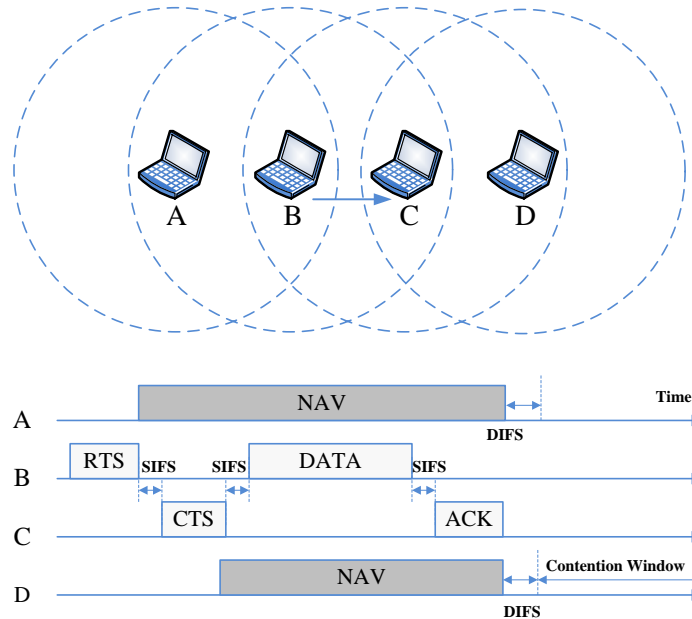 A B C D
A NAV Time
DIFS
B RTS SIFS SIFS DATA SIFS
C CTS ACK
D NAV Contention Window
DIFS